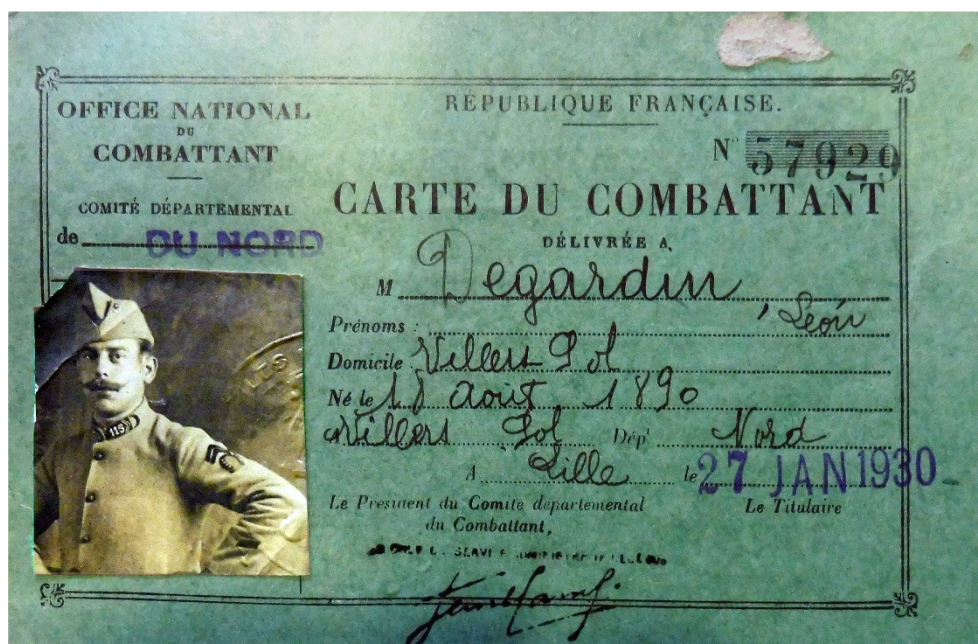 OFFICE NATIONAL
DU
COMBATTANT
COMITÉ DÉPARTEMENTAL
de DU NORD
RÉPUBLIQUE FRANÇAISE.
N° 57929
CARTE DU COMBATTANT
DÉLIVRÉE A
M Degardin
Prénoms : Léon
Domicile Villers Pol
Né le 18 aout 1890
Villers Pol Dépt Nord
A Lille le 27 JAN 1930
Le Président du Comité départemental
du Combattant,
Le Titulaire
115